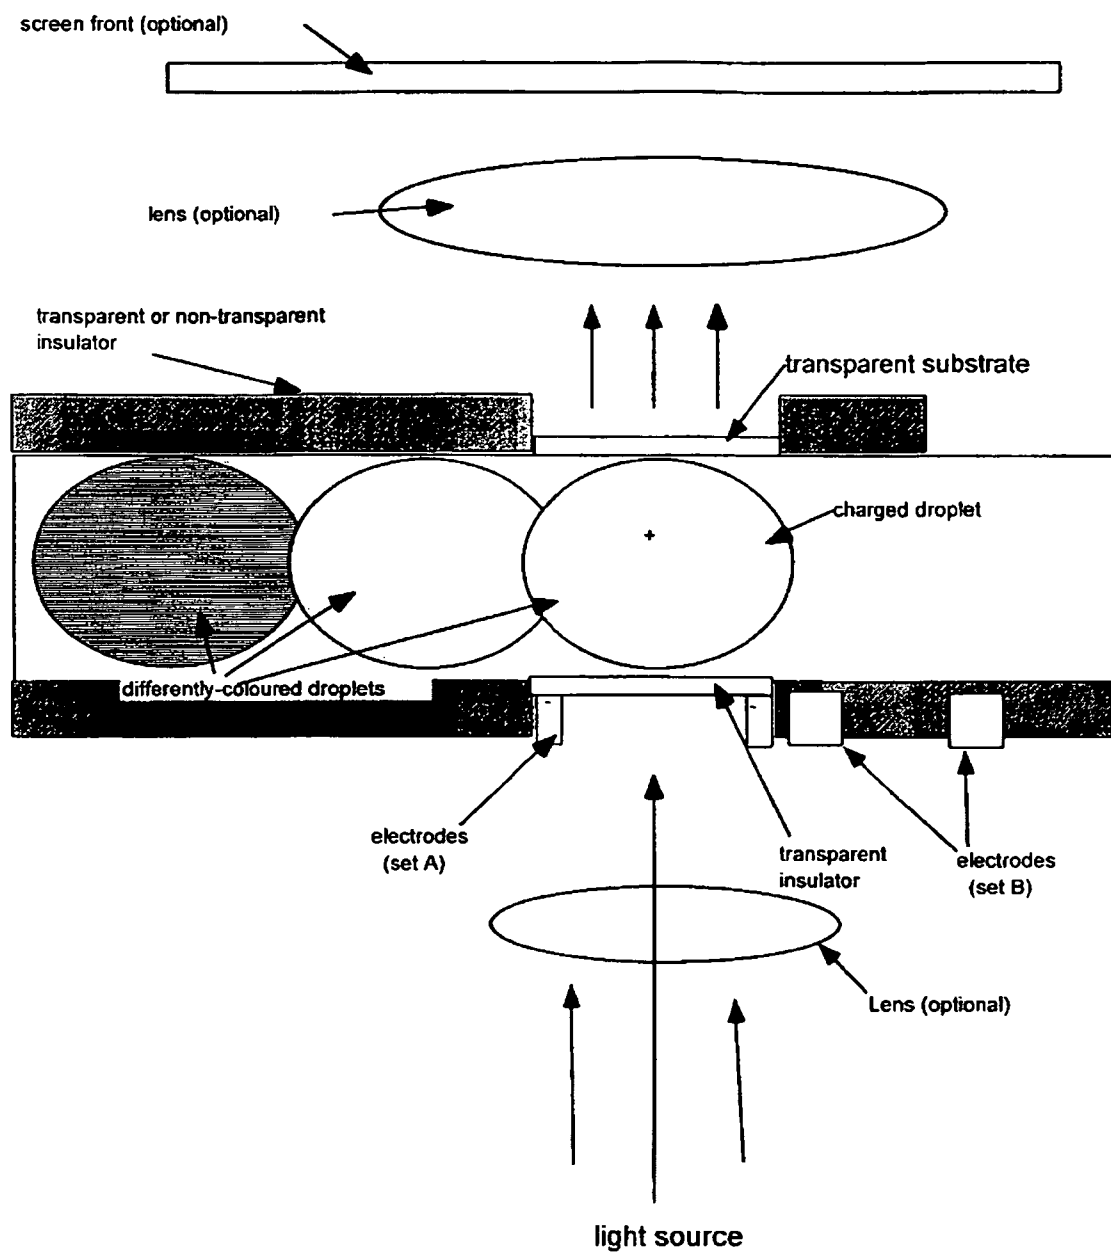 screen front (optional)
lens (optional)
transparent or non-transparent
insulator
transparent substrate
charged droplet
+
differently-coloured droplets
- -
electrodes
(set A)
transparent
insulator
electrodes
(set B)
Lens (optional)
light source